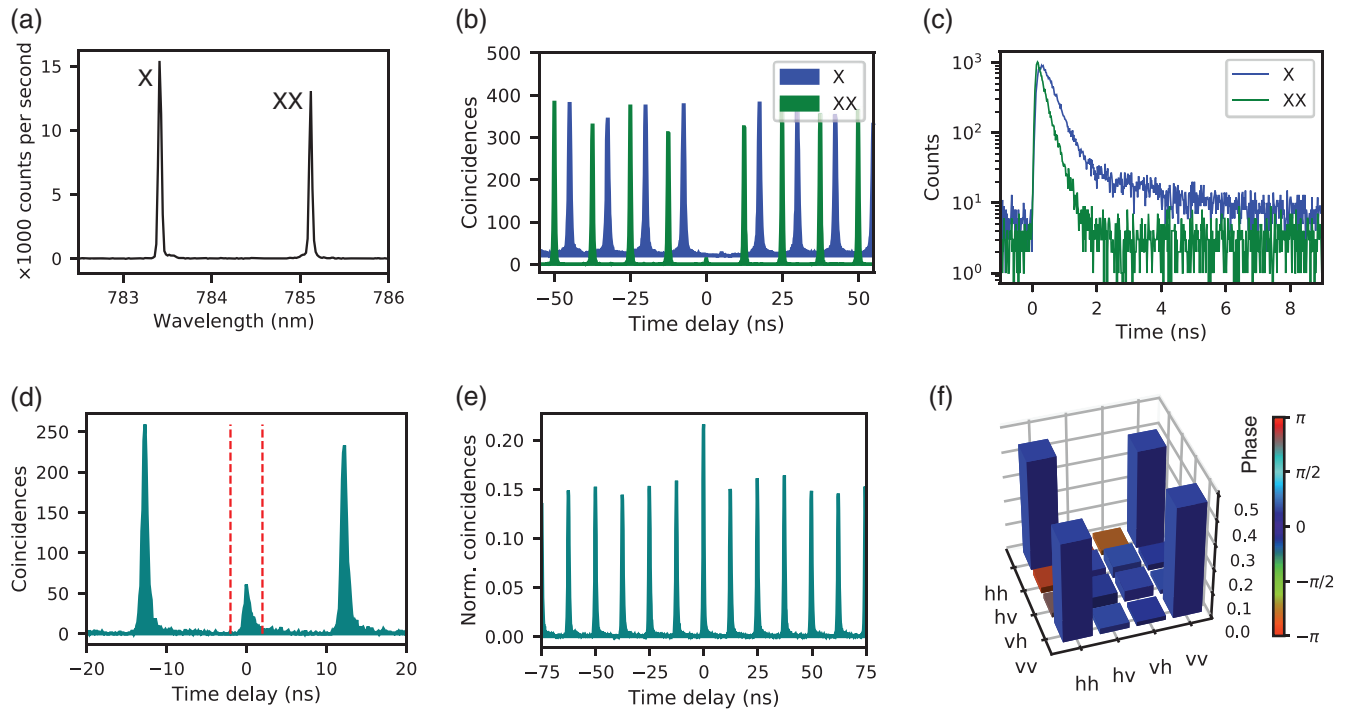 (a)
×1000 counts per second
15
10
5
0
X
XX
783
784
785
786
Wavelength (nm)
(b)
Coincidences
500
400
300
200
100
0
X
XX
−50
−25
0
25
50
Time delay (ns)
(c)
Counts
10³
10²
10¹
10⁰
X
XX
0
2
4
6
8
Time (ns)
(d)
Coincidences
250
200
150
100
50
0
−20
−10
0
10
20
Time delay (ns)
(e)
Norm. coincidences
0.20
0.15
0.10
0.05
0.00
−75
−50
−25
0
25
50
75
Time delay (ns)
(f)
hh
hv
vh
vv
hh
hv
vh
vv
0.5
0.4
0.3
0.2
0.1
0.0
Phase
π
π/2
0
−π/2
−π